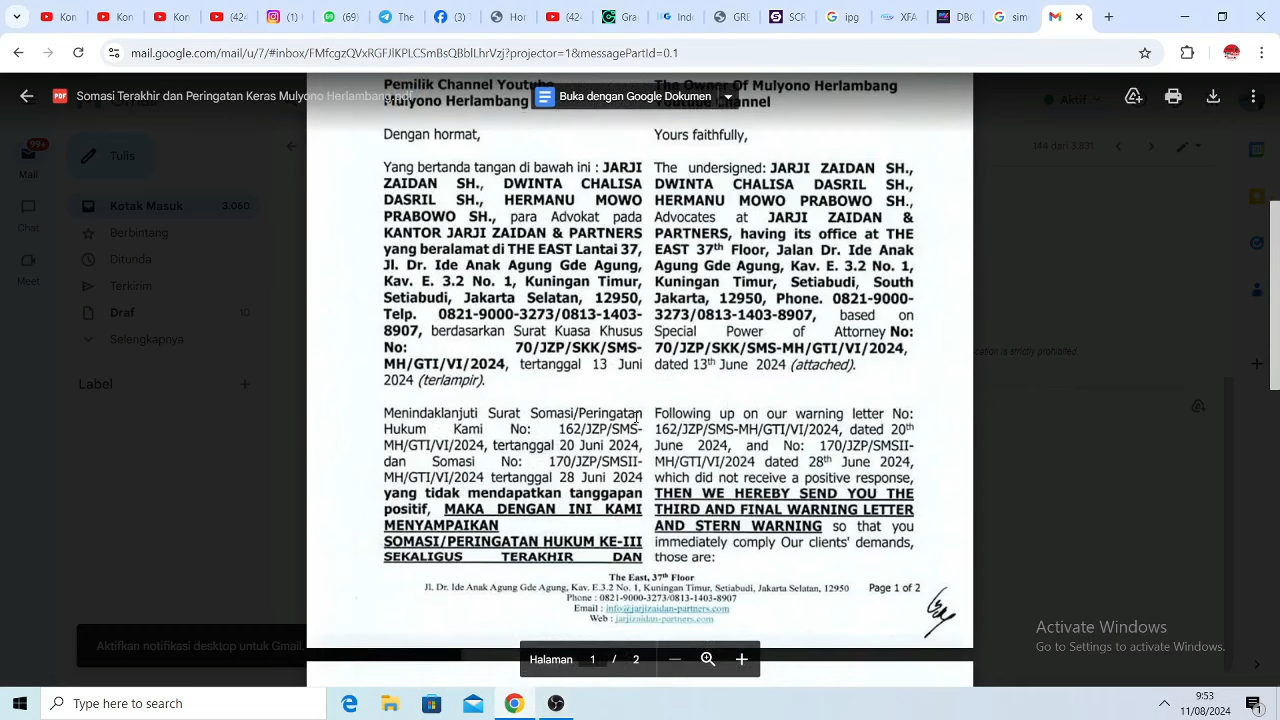 mail.google.com/mail/u/7/#inbox/FMfcgzQVxRGFJKPLCSmBsQBblLhrVzj?projector=1&messagePartId=0.1
Somasi Terakhir dan Peringatan Keras Mulyono Herlambang.pdf
Buka dengan Google Dokumen
Aktif
99+
Mail
Chat
Meet
Tulis
Kotak Masuk 3.060
Berbintang
Ditunda
Terkirim
Draf 10
Selengkapnya
Label
144 dari 3.831
Pemilik Channel Youtube
Mulyono Herlambang
Dengan hormat,
Yang bertanda tangan di bawah ini : JARJI
ZAIDAN SH., DWINTA CHALISA
DASRIL SH., HERMANU MOWO
PRABOWO SH., para Advokat pada
KANTOR JARJI ZAIDAN & PARTNERS
yang beralamat di THE EAST Lantai 37,
Jl. Dr. Ide Anak Agung Gde Agung,
Kav. E. 3.2 No. 1, Kuningan Timur,
Setiabudi, Jakarta Selatan, 12950,
Telp. 0821-9000-3273/0813-1403-
8907, berdasarkan Surat Kuasa Khusus
No: 70/JZP/SKK/SMS-
MH/GTI/VI/2024, tertanggal 13 Juni
2024 (terlampir).
Menindaklanjuti Surat Somasi/Peringatan
Hukum Kami No: 162/JZP/SMS-
MH/GTI/VI/2024, tertanggal 20 Juni 2024,
dan Somasi No: 170/JZP/SMSII-
MH/GTI/VI/2024 tertanggal 28 Juni 2024
yang tidak mendapatkan tanggapan
positif, MAKA DENGAN INI KAMI
MENYAMPAIKAN
SOMASI/PERINGATAN HUKUM KE-III
SEKALIGUS TERAKHIR DAN
The Owner Of Mulyono Herlambang
Youtube Channel
Yours faithfully,
The undersigned: JARJI ZAIDAN SH.,
DWINTA CHALISA DASRIL SH.,
HERMANU MOWO PRABOWO SH.,
Advocates at JARJI ZAIDAN &
PARTNERS, having its office at THE
EAST 37th Floor, Jalan Dr. Ide Anak
Agung Gde Agung, Kav. E. 3.2 No. 1,
Kuningan Timur, Setiabudi, South
Jakarta, 12950, Phone. 0821-9000-
3273/0813-1403-8907, based on
Special Power of Attorney No:
70/JZP/SKK/SMS-MH/GTI/VI/2024,
dated 13th June 2024 (attached).
Following up on our warning letter No:
162/JZP/SMS-MH/GTI/VI/2024, dated 20th
June 2024, and No: 170/JZP/SMSII-
MH/GTI/VI/2024 dated 28th June 2024,
which did not receive a positive response,
THEN WE HEREBY SEND YOU THE
THIRD AND FINAL WARNING LETTER
AND STERN WARNING so that you
immediately comply Our clients' demands,
those are:
The East, 37th Floor
Jl. Dr. Ide Anak Agung Gde Agung, Kav. E.3.2 No. 1, Kuningan Timur, Setiabudi, Jakarta Selatan, 12950
Page 1 of 2
Phone : 0821-9000-3273/0813-1403-8907
Email : info@jarjizaidan-partners.com
Web : jarjizaidan-partners.com
cation is strictly prohibited.
Aktifkan notifikasi desktop untuk Gmail.
Halaman 1 / 2
Activate Windows
Go to Settings to activate Windows.
Search
9:53